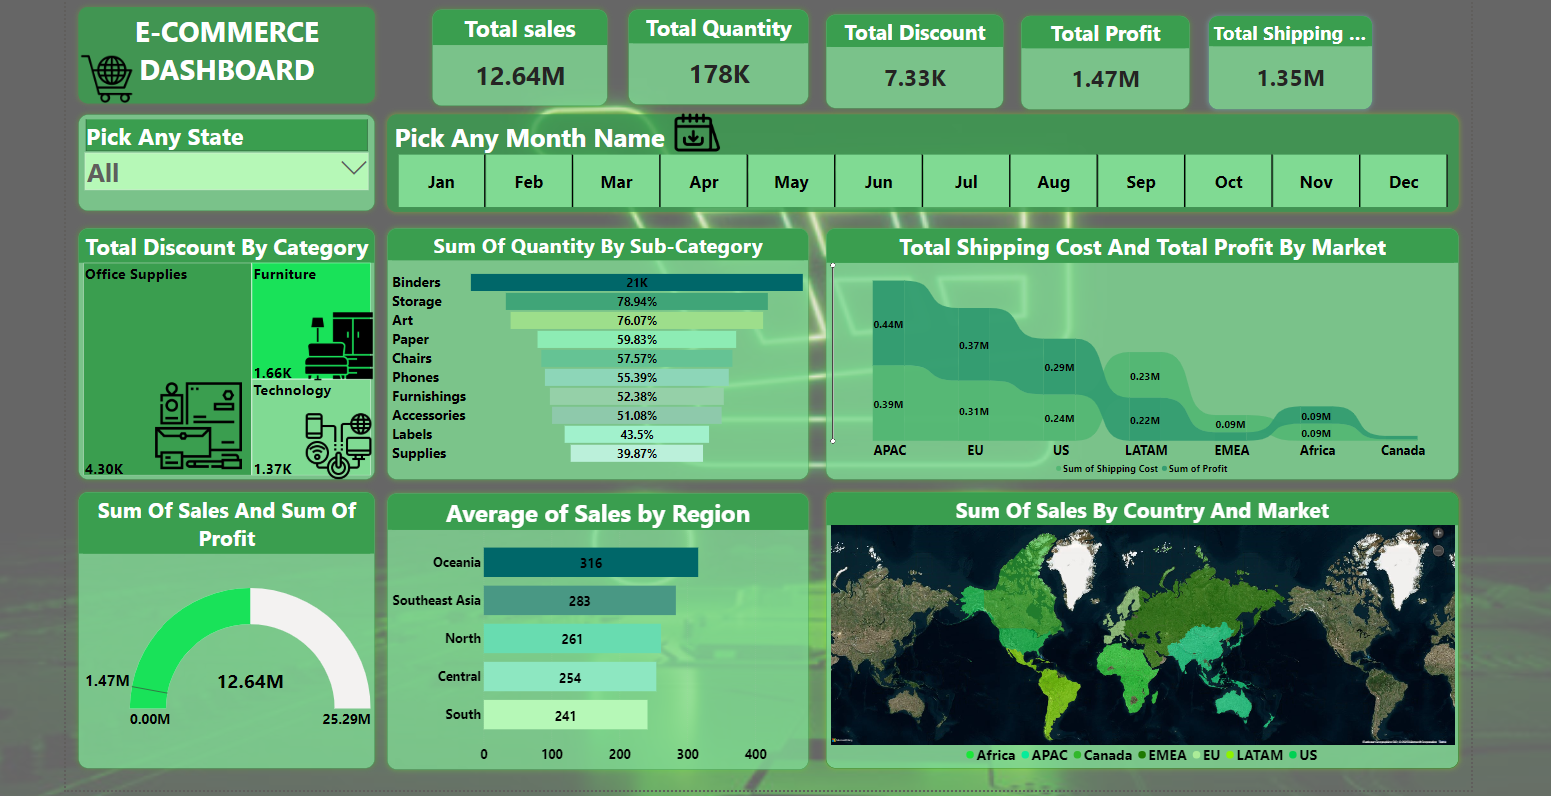 E-COMMERCE
DASHBOARD
Total sales
12.64M
Total Quantity
178K
Total Discount
7.33K
Total Profit
1.47M
Total Shipping ...
1.35M
Pick Any State
All
Pick Any Month Name
Jan Feb Mar Apr May Jun Jul Aug Sep Oct Nov Dec
Total Discount By Category
Office Supplies
4.30K
Furniture
1.66K
Technology
1.37K
Sum Of Quantity By Sub-Category
Binders 21K
Storage 78.94%
Art 76.07%
Paper 59.83%
Chairs 57.57%
Phones 55.39%
Furnishings 52.38%
Accessories 51.08%
Labels 43.5%
Supplies 39.87%
Total Shipping Cost And Total Profit By Market
0.44M
0.39M
0.37M
0.31M
0.29M
0.24M
0.23M
0.22M
0.09M
0.09M
0.09M
APAC EU US LATAM EMEA Africa Canada
Sum of Shipping Cost Sum of Profit
Sum Of Sales And Sum Of
Profit
1.47M
12.64M
0.00M 25.29M
Average of Sales by Region
Oceania 316
Southeast Asia 283
North 261
Central 254
South 241
0 100 200 300 400
Sum Of Sales By Country And Market
Africa APAC Canada EMEA EU LATAM US